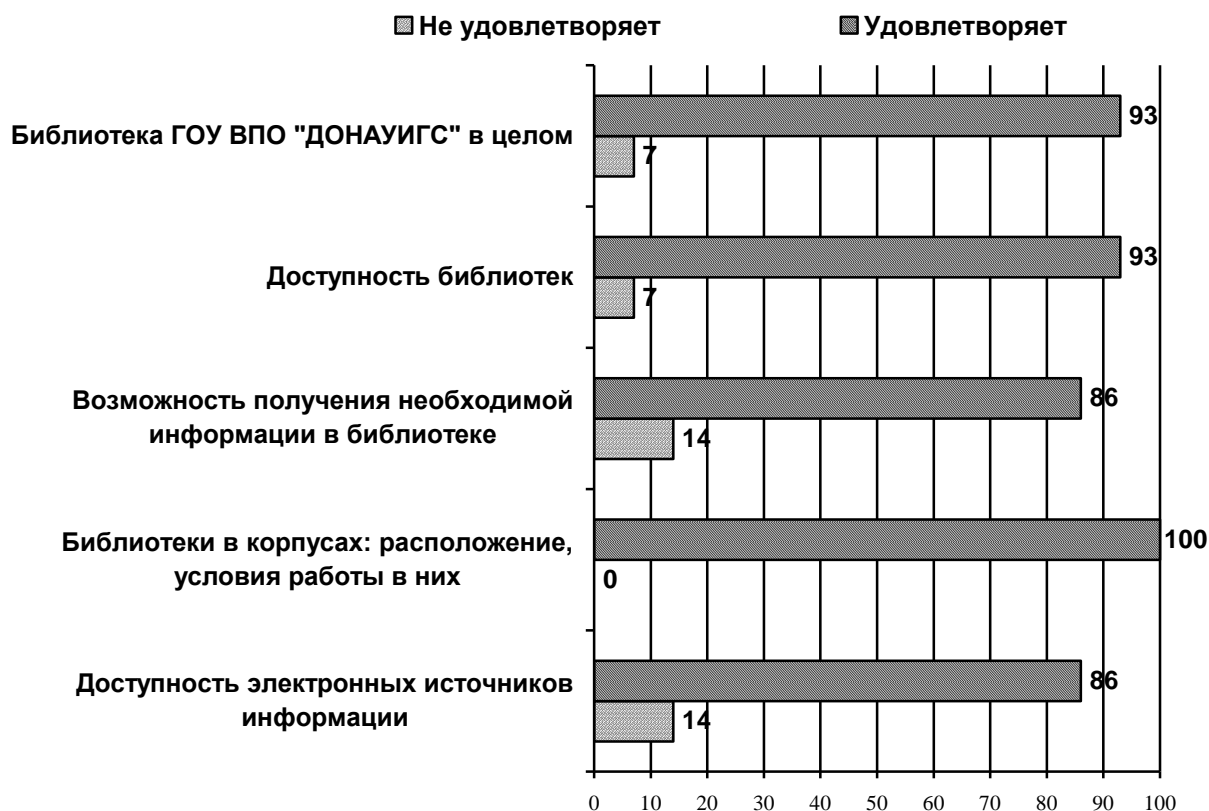 Не удовлетворяет Удовлетворяет
Библиотека ГОУ ВПО "ДОНАУИГС" в целом
93
7
Доступность библиотек
93
7
Возможность получения необходимой
информации в библиотеке
86
14
Библиотеки в корпусах: расположение,
условия работы в них
100
0
Доступность электронных источников
информации
86
14
0 10 20 30 40 50 60 70 80 90 100